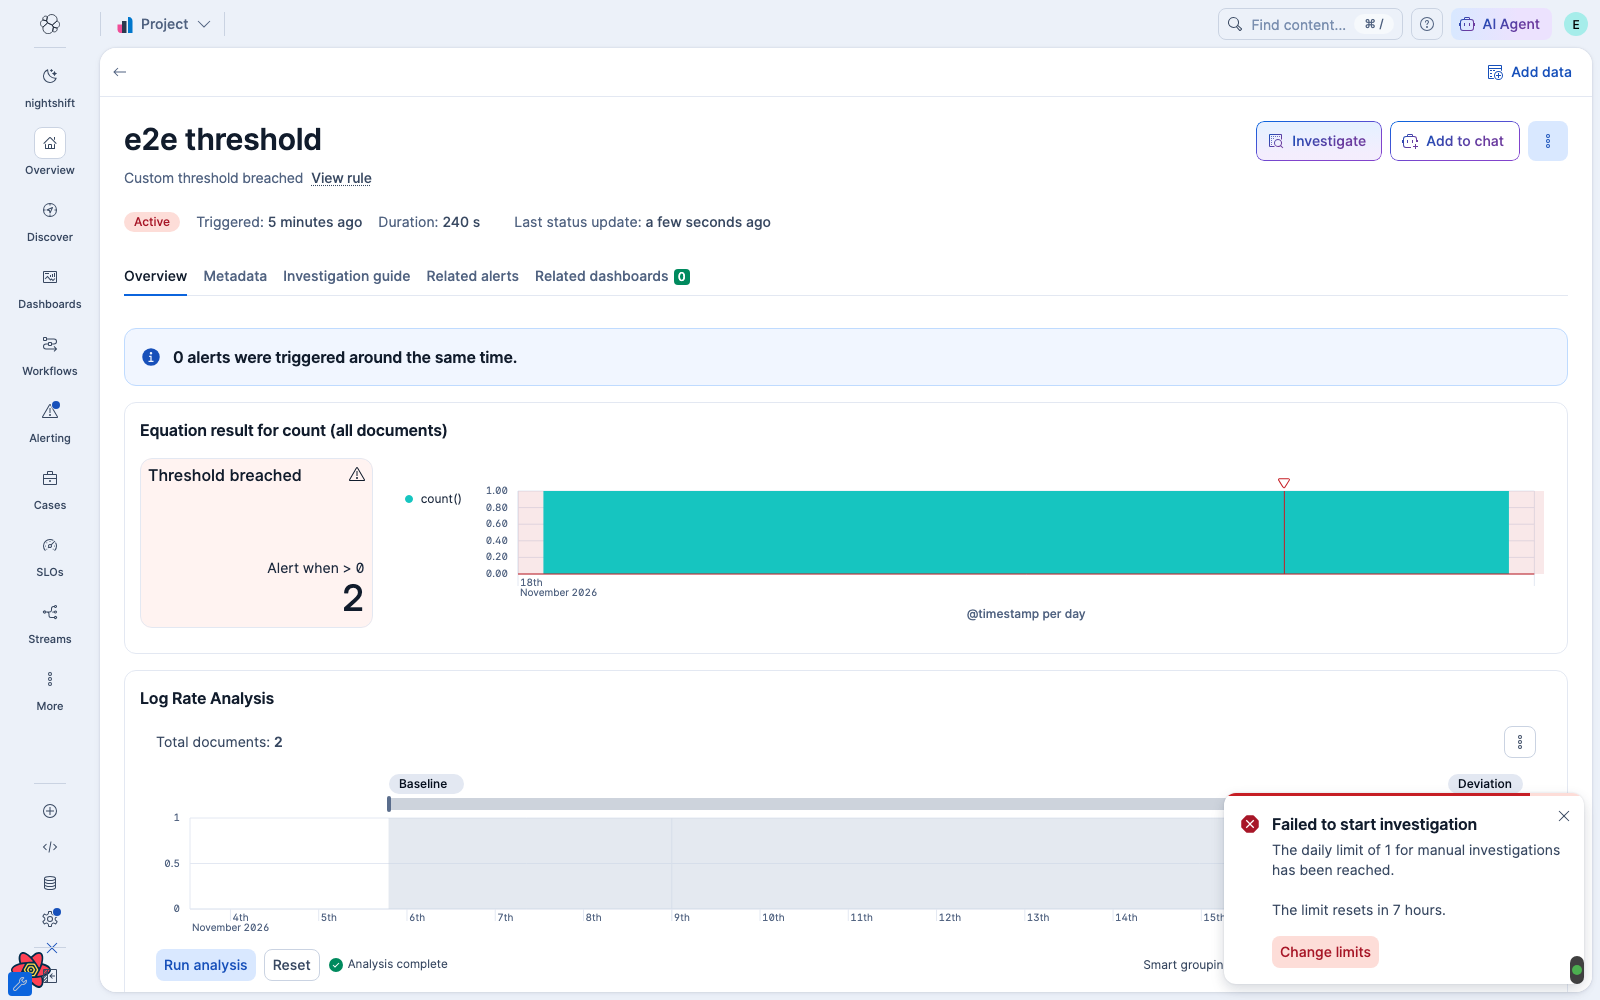 Project
Find content...
⌘ /
AI Agent
E
nightshift
Overview
Discover
Dashboards
Workflows
Alerting
Cases
SLOs
Streams
More
Add data
e2e threshold
Investigate
Add to chat
Custom threshold breached View rule
Active Triggered: 5 minutes ago Duration: 240 s Last status update: a few seconds ago
Overview Metadata Investigation guide Related alerts Related dashboards 0
0 alerts were triggered around the same time.
Equation result for count (all documents)
Threshold breached
Alert when > 0
2
count()
1.00
0.80
0.60
0.40
0.20
0.00
18th
November 2026
@timestamp per day
Log Rate Analysis
Total documents: 2
Baseline
Deviation
1
0.5
0
4th 5th 6th 7th 8th 9th 10th 11th 12th 13th 14th 15th
November 2026
Run analysis
Reset
Analysis complete
Smart groupin
Failed to start investigation
The daily limit of 1 for manual investigations
has been reached.
The limit resets in 7 hours.
Change limits